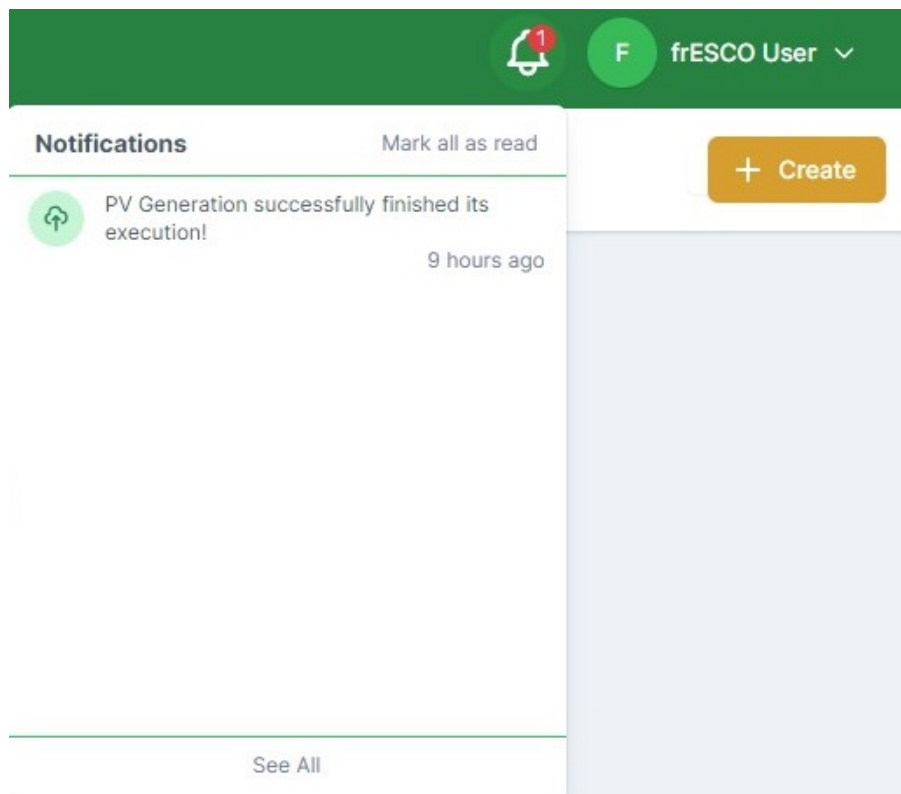 1
F
frESCO User
Notifications
Mark all as read
+ Create
PV Generation successfully finished its
execution!
9 hours ago
See All